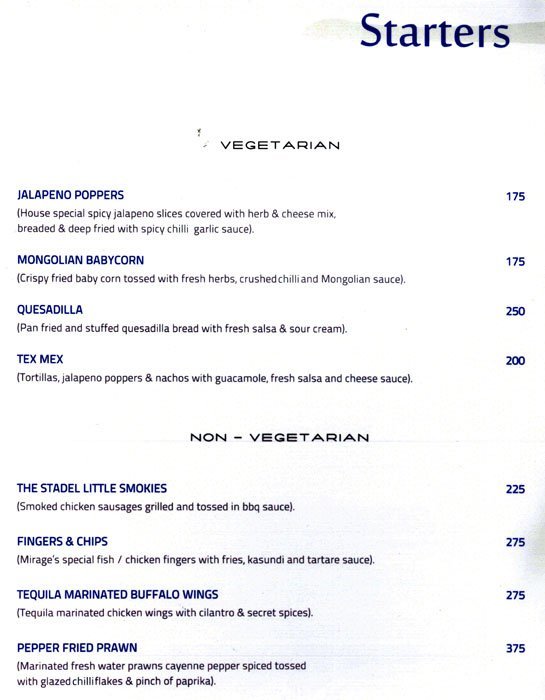 Starters
VEGETARIAN
JALAPENO POPPERS 175
(House special spicy jalapeno slices covered with herb & cheese mix,
breaded & deep fried with spicy chilli garlic sauce).
MONGOLIAN BABYCORN 175
(Crispy fried baby corn tossed with fresh herbs, crushed chilli and Mongolian sauce).
QUESADILLA 250
(Pan fried and stuffed quesadilla bread with fresh salsa & sour cream).
TEX MEX 200
(Tortillas, jalapeno poppers & nachos with guacamole, fresh salsa and cheese sauce).
NON - VEGETARIAN
THE STADEL LITTLE SMOKIES 225
(Smoked chicken sausages grilled and tossed in bbq sauce).
FINGERS & CHIPS 275
(Mirage's special fish / chicken fingers with fries, kasundi and tartare sauce).
TEQUILA MARINATED BUFFALO WINGS 275
(Tequila marinated chicken wings with cilantro & secret spices).
PEPPER FRIED PRAWN 375
(Marinated fresh water prawns cayenne pepper spiced tossed
with glazed chilli flakes & pinch of paprika).